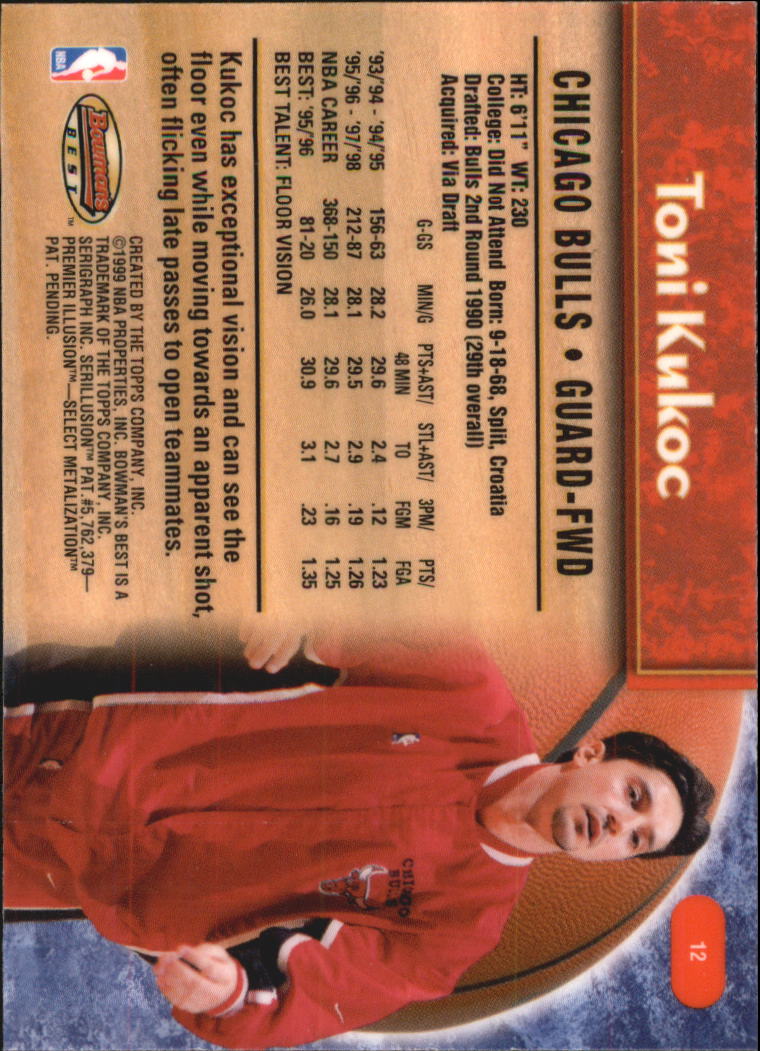 Toni Kukoc
12
CHICAGO BULLS • GUARD-FWD
HT: 6'11" WT: 230
College: Did Not Attend Born: 9-18-68, Split, Croatia
Drafted: Bulls 2nd Round 1990 (29th overall)
Acquired: Via Draft
PTS+AST/ STL+AST/ 3PM/ PTS/
G-GS MIN/G 48 MIN TO FGM FGA
'93/'94 - '94/'95 156-63 28.2 29.6 2.4 .12 1.23
'95/'96 - '97/'98 212-87 28.1 29.5 2.9 .19 1.26
NBA CAREER 368-150 28.1 29.6 2.7 .16 1.25
BEST: '95/'96 81-20 26.0 30.9 3.1 .23 1.35
BEST TALENT: FLOOR VISION
Kukoc has exceptional vision and can see the
floor even while moving towards an apparent shot,
often flicking late passes to open teammates.
CHICAGO
BULLS
NBA
Bowman's
BEST™
CREATED BY THE TOPPS COMPANY, INC.
©1999 NBA PROPERTIES, INC. BOWMAN'S BEST IS A
TRADEMARK OF THE TOPPS COMPANY, INC.
SERIGRAPH INC. SERILLUSION™ PAT.#5,762,379—
PREMIER ILLUSION™—SELECT METALIZATION™
PAT. PENDING.